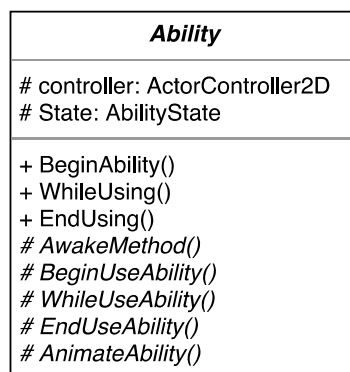 Ability
# controller: ActorController2D
# State: AbilityState
+ BeginAbility()
+ WhileUsing()
+ EndUsing()
# AwakeMethod()
# BeginUseAbility()
# WhileUseAbility()
# EndUseAbility()
# AnimateAbility()